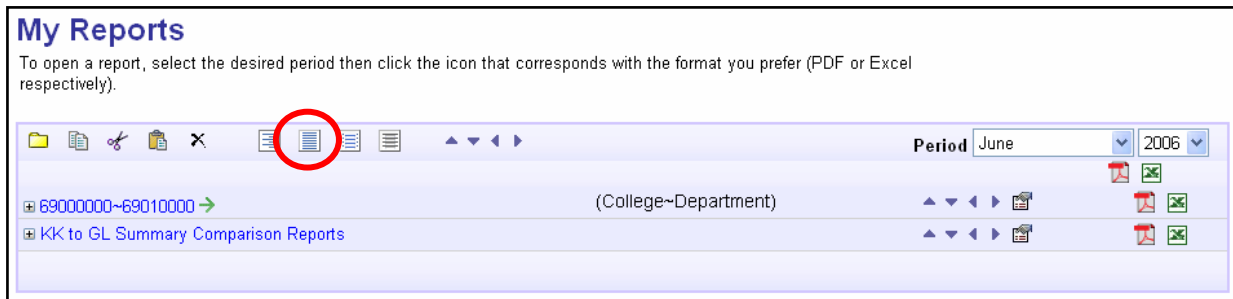 My Reports
To open a report, select the desired period then click the icon that corresponds with the format you prefer (PDF or Excel
respectively).
Period June 2006
69000000~69010000 (College~Department)
KK to GL Summary Comparison Reports